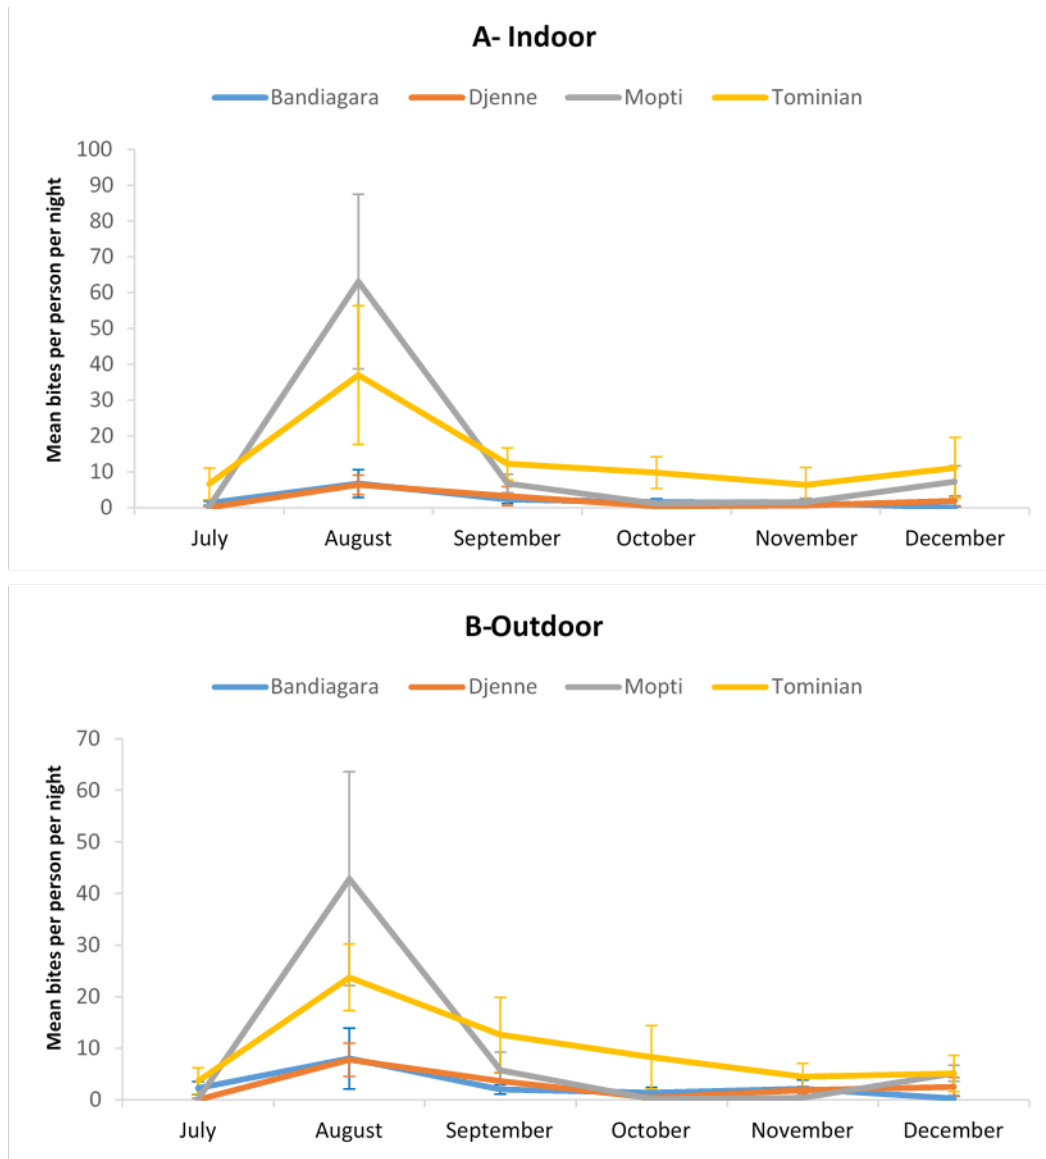 A- Indoor
Bandiagara Djenne Mopti Tominian
Mean bites per person per night
100
90
80
70
60
50
40
30
20
10
0
July August September October November December
B-Outdoor
Bandiagara Djenne Mopti Tominian
Mean bites per person per night
70
60
50
40
30
20
10
0
July August September October November December